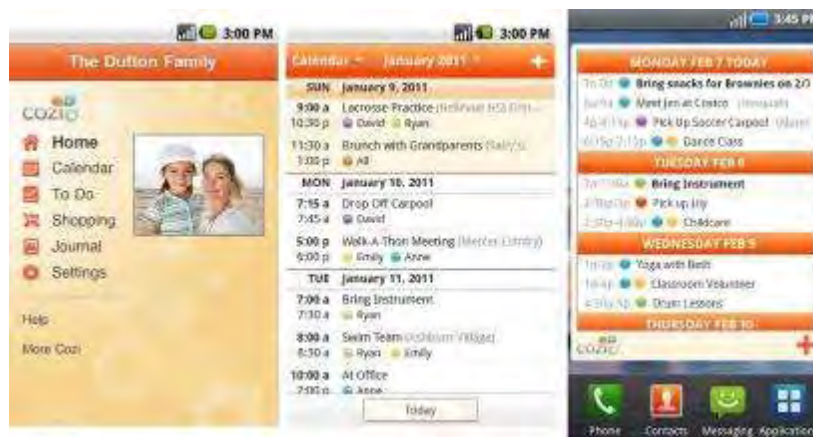 3:00 PM
The Dutton Family
COZI
Home
Calendar
To Do
Shopping
Journal
Settings
Help
More Cozi
3:00 PM
Calendar January 2011 +
SUN January 9, 2011
9:00 a Lacrosse Practice
10:30 p David Ryan
11:30 a Brunch with Grandparents
1:00 p All
MON January 10, 2011
7:15 a Drop Off Carpool
7:45 a David
5:00 p Walk-A-Thon Meeting (Mercer Country)
6:00 p Emily Anne
TUE January 11, 2011
7:00 a Bring Instrument
7:30 a Ryan
8:00 a Swim Team (Ashburn Village)
8:30 a Ryan Emily
10:00 a At Office
7:00 p Anne
Today
3:45 PM
MONDAY FEB 7 TODAY
Bring snacks for Brownies on 2/
Meet Jen at Costco
Pick Up Soccer Carpool
Dance Class
TUESDAY FEB 8
Bring Instrument
Pick up Lily
Childcare
WEDNESDAY FEB 9
Yoga with Beth
Classroom Volunteer
Drum Lessons
THURSDAY FEB 10
COZI +
Phone Contacts Messaging Application